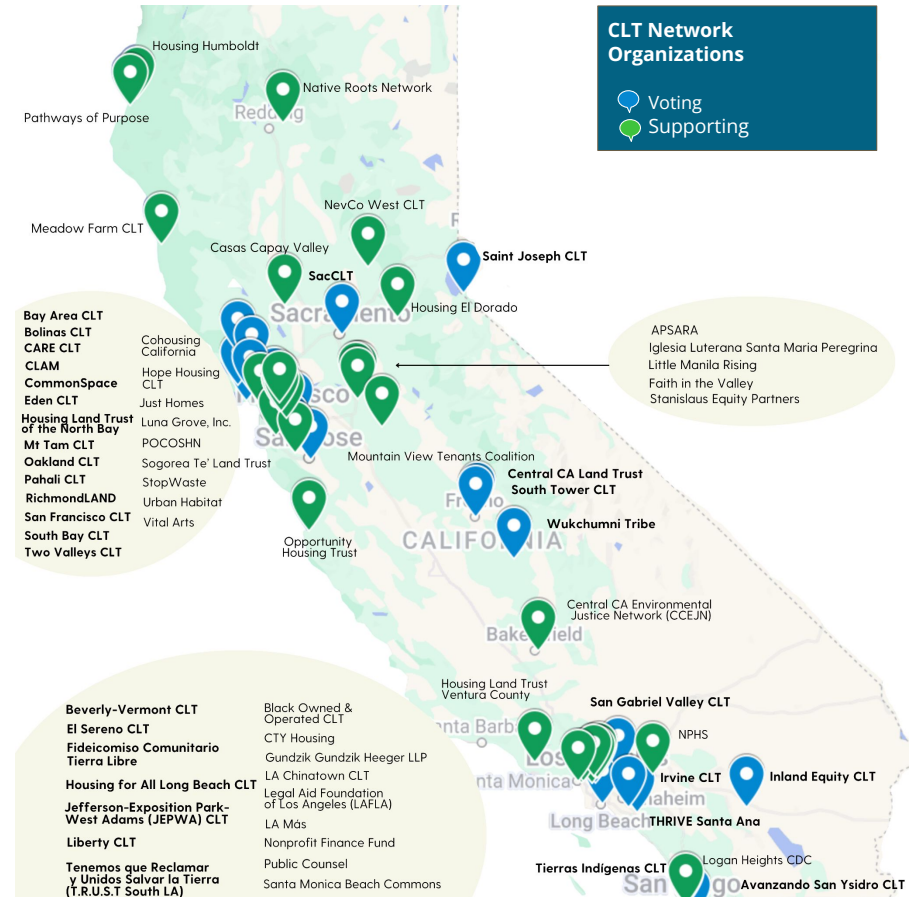 CLT Network
Organizations
Voting
Supporting
Housing Humboldt
Native Roots Network
Redding
Pathways of Purpose
NevCo West CLT
Meadow Farm CLT
Casas Capay Valley
SacCLT
Saint Joseph CLT
Housing El Dorado
Sacramento
Bay Area CLT
Bolinas CLT
CARE CLT
CLAM
CommonSpace
Eden CLT
Housing Land Trust
of the North Bay
Mt Tam CLT
Oakland CLT
Pahali CLT
RichmondLAND
San Francisco CLT
South Bay CLT
Two Valleys CLT
Cohousing
California
Hope Housing
CLT
Just Homes
Luna Grove, Inc.
POCOSHN
Sogorea Te' Land Trust
StopWaste
Urban Habitat
Vital Arts
APSARA
Iglesia Luterana Santa Maria Peregrina
Little Manila Rising
Faith in the Valley
Stanislaus Equity Partners
Mountain View Tenants Coalition
Central CA Land Trust
South Tower CLT
Wukchumni Tribe
CALIFORNIA
Opportunity
Housing Trust
Central CA Environmental
Justice Network (CCEJN)
Housing Land Trust
Ventura County
San Gabriel Valley CLT
NPHS
Irvine CLT
Inland Equity CLT
Long Beach
THRIVE Santa Ana
Beverly-Vermont CLT
El Sereno CLT
Fideicomiso Comunitario
Tierra Libre
Housing for All Long Beach CLT
Jefferson-Exposition Park-
West Adams (JEPWA) CLT
Liberty CLT
Tenemos que Reclamar
y Unidos Salvar la Tierra
(T.R.U.S.T South LA)
Black Owned &
Operated CLT
CTY Housing
Gundzik Gundzik Heeger LLP
LA Chinatown CLT
Legal Aid Foundation
of Los Angeles (LAFLA)
LA Más
Nonprofit Finance Fund
Public Counsel
Santa Monica Beach Commons
Tierras Indígenas CLT
Logan Heights CDC
Avanzando San Ysidro CLT